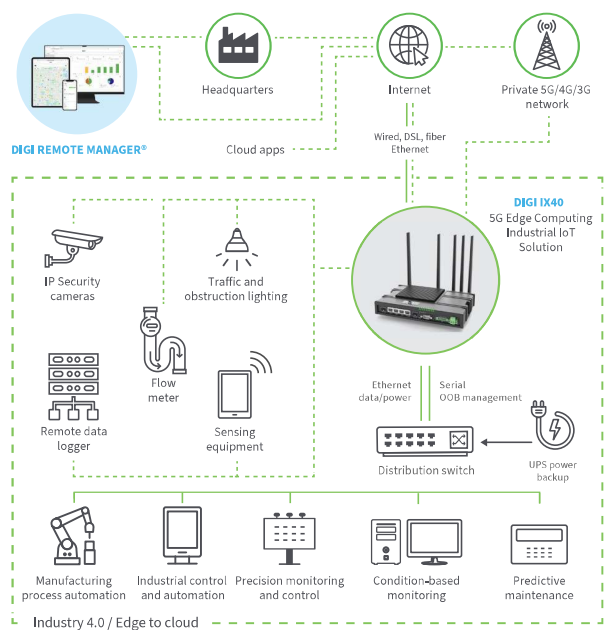 Headquarters
Internet
Private 5G/4G/3G
network
DIGI REMOTE MANAGER®
Cloud apps
Wired, DSL, fiber
Ethernet
DIGI IX40
5G Edge Computing
Industrial IoT
Solution
IP Security
cameras
Traffic and
obstruction lighting
Flow
meter
Remote data
logger
Sensing
equipment
Ethernet
data/power
Serial
OOB management
Distribution switch
UPS power
backup
Manufacturing
process automation
Industrial control
and automation
Precision monitoring
and control
Condition-based
monitoring
Predictive
maintenance
Industry 4.0 / Edge to cloud